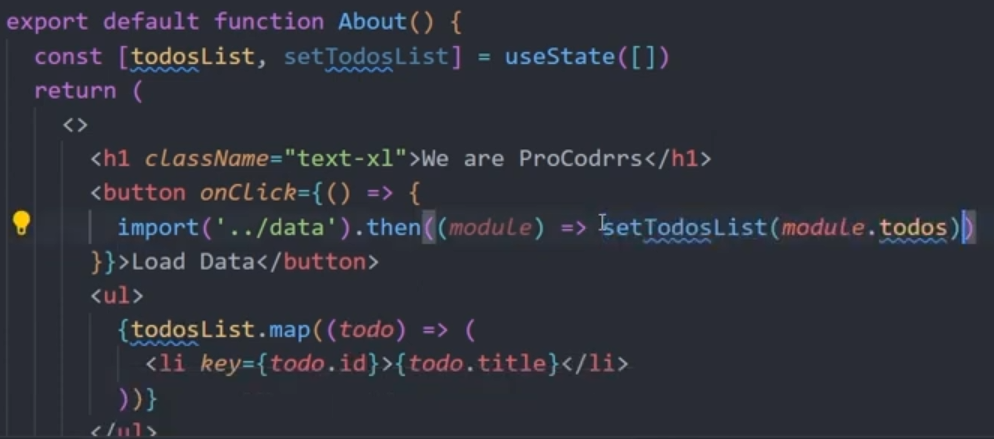 export default function About() {
const [todosList, setTodosList] = useState([])
return (
<>
<h1 className="text-xl">We are ProCodrrs</h1>
<button onClick={() => {
import('../data').then((module) => setTodosList(module.todos))
}}>Load Data</button>
<ul>
{todosList.map((todo) => (
<li key={todo.id}>{todo.title}</li>
))}
</ul>